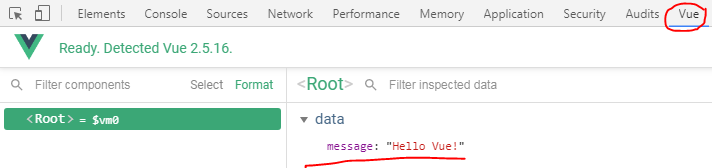 Elements Console Sources Network Performance Memory Application Security Audits Vue
Ready. Detected Vue 2.5.16.
Filter components Select Format <Root> Filter inspected data
<Root> = $vm0
data
message: "Hello Vue!"